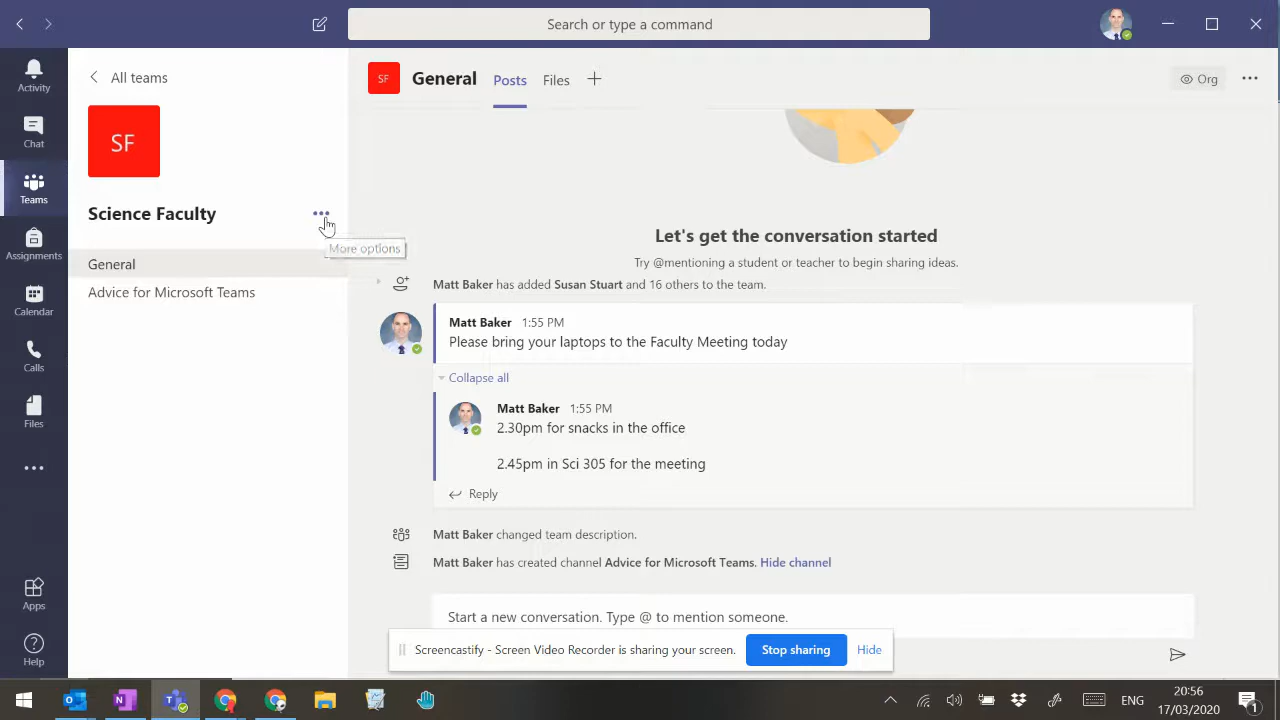 Search or type a command
Activity
Chat
Teams
Assignments
Calendar
Calls
Files
Apps
Help
All teams
SF
Science Faculty
More options
General
Advice for Microsoft Teams
SF
General
Posts
Files
Org
Let's get the conversation started
Try @mentioning a student or teacher to begin sharing ideas.
Matt Baker has added Susan Stuart and 16 others to the team.
Matt Baker 1:55 PM
Please bring your laptops to the Faculty Meeting today
Collapse all
Matt Baker 1:55 PM
2.30pm for snacks in the office
2.45pm in Sci 305 for the meeting
Reply
Matt Baker changed team description.
Matt Baker has created channel Advice for Microsoft Teams. Hide channel
Start a new conversation. Type @ to mention someone.
Screencastify - Screen Video Recorder is sharing your screen.
Stop sharing
Hide
ENG
20:56
17/03/2020
1